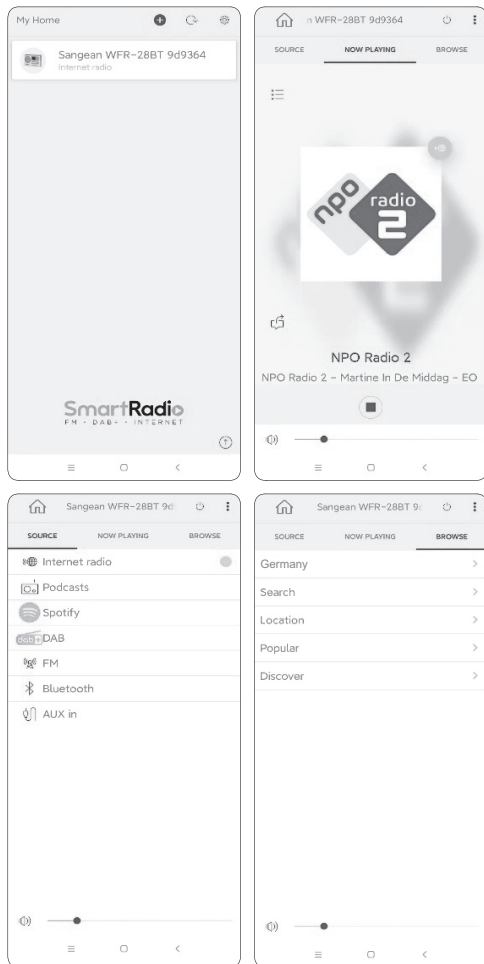 My Home
Sangean WFR-28BT 9d9364
Internet radio
SmartRadio
FM • DAB+ • INTERNET
n WFR-28BT 9d9364
SOURCE NOW PLAYING BROWSE
npo radio 2
NPO Radio 2
NPO Radio 2 - Martine In De Middag - EO
Sangean WFR-28BT 9d
SOURCE NOW PLAYING BROWSE
Internet radio
Podcasts
Spotify
dab+ DAB
FM
Bluetooth
AUX in
Sangean WFR-28BT 9
SOURCE NOW PLAYING BROWSE
Germany
Search
Location
Popular
Discover